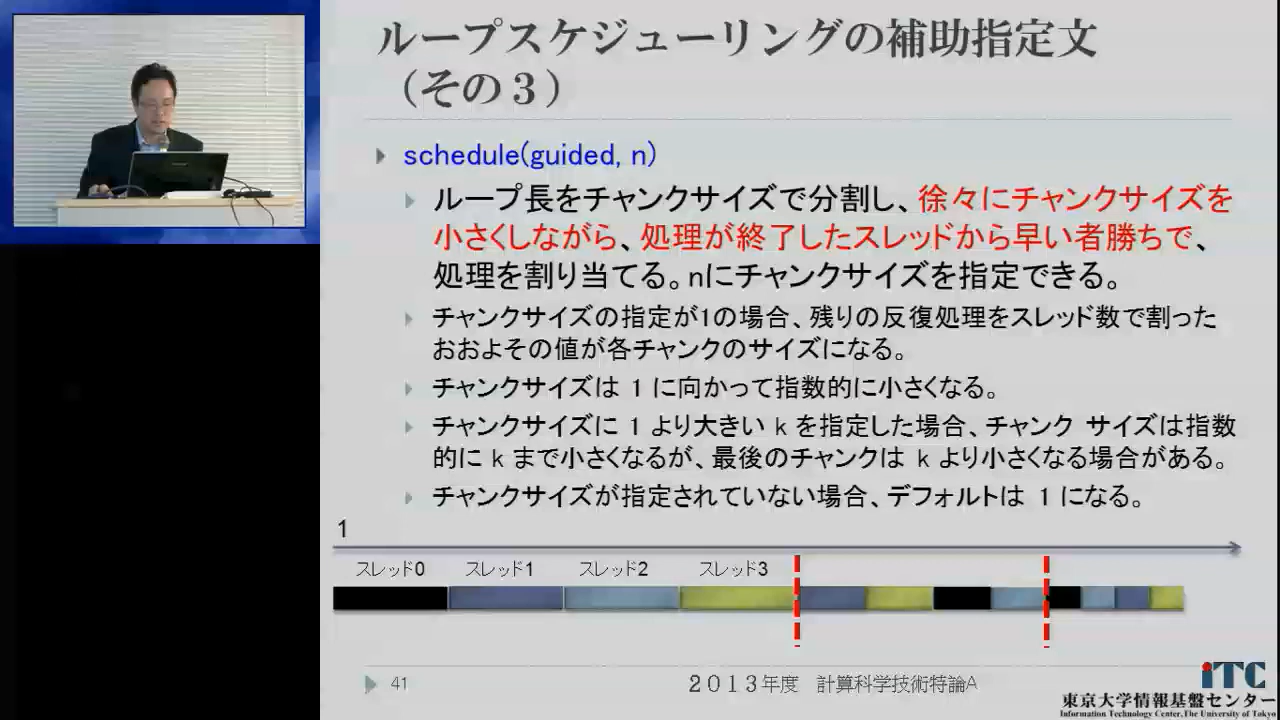 ループスケジューリングの補助指定文
（その３）
schedule(guided, n)
ループ長をチャンクサイズで分割し、徐々にチャンクサイズを
小さくしながら、処理が終了したスレッドから早い者勝ちで、
処理を割り当てる。nにチャンクサイズを指定できる。
チャンクサイズの指定が1の場合、残りの反復処理をスレッド数で割った
おおよその値が各チャンクのサイズになる。
チャンクサイズは 1 に向かって指数的に小さくなる。
チャンクサイズに 1 より大きい k を指定した場合、チャンク サイズは指数
的に k まで小さくなるが、最後のチャンクは k より小さくなる場合がある。
チャンクサイズが指定されていない場合、デフォルトは 1 になる。
1
スレッド0 スレッド1 スレッド2 スレッド3
41
２０１３年度　計算科学技術特論A
iTC
東京大学情報基盤センター
Information Technology Center, The University of Tokyo